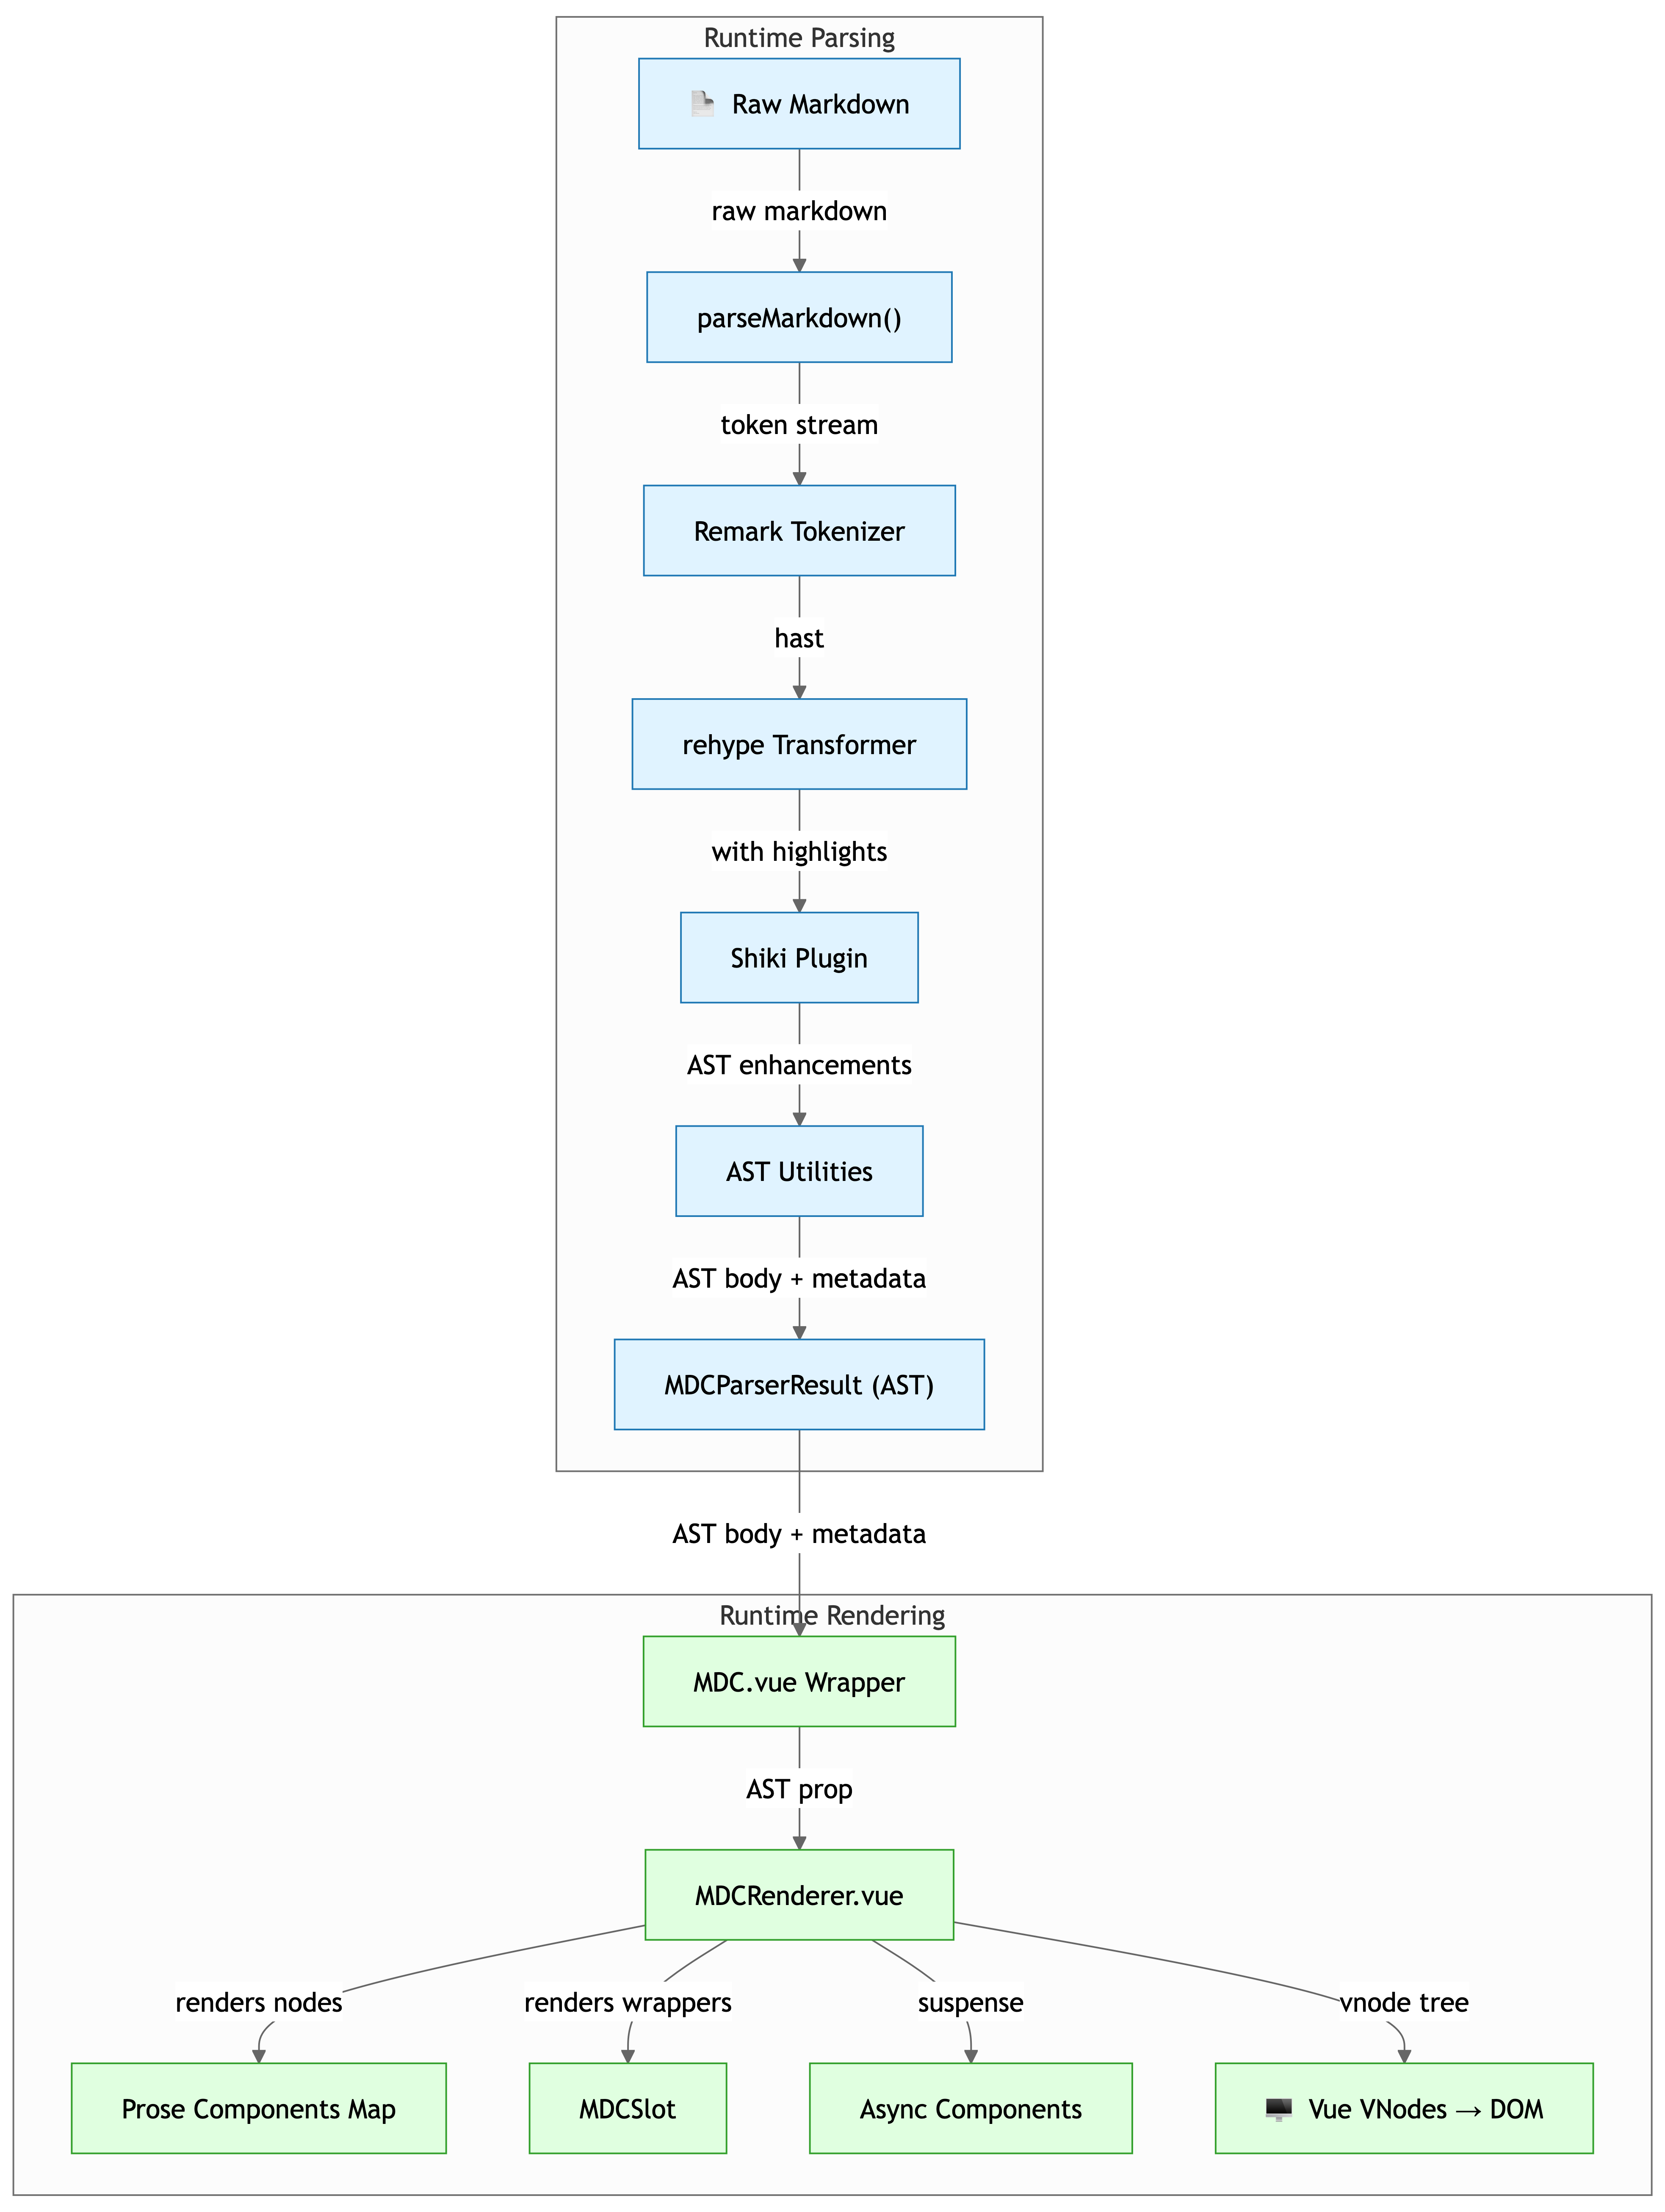 Runtime Parsing
Raw Markdown
raw markdown
parseMarkdown()
token stream
Remark Tokenizer
hast
rehype Transformer
with highlights
Shiki Plugin
AST enhancements
AST Utilities
AST body + metadata
MDCParserResult (AST)
AST body + metadata
Runtime Rendering
MDC.vue Wrapper
AST prop
MDCRenderer.vue
renders nodes
renders wrappers
suspense
vnode tree
Prose Components Map
MDCSlot
Async Components
Vue VNodes → DOM